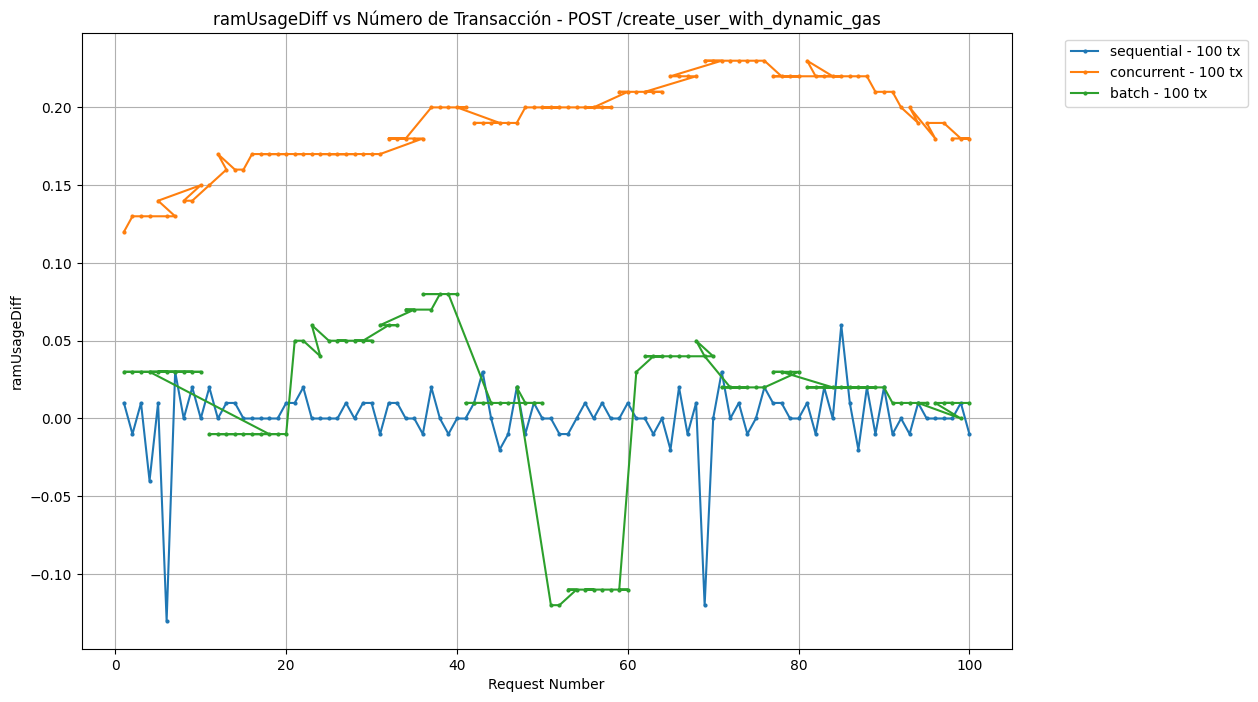 ramUsageDiff vs Número de Transacción - POST /create_user_with_dynamic_gas
sequential - 100 tx
concurrent - 100 tx
batch - 100 tx
ramUsageDiff
0.20
0.15
0.10
0.05
0.00
−0.05
−0.10
0 20 40 60 80 100
Request Number